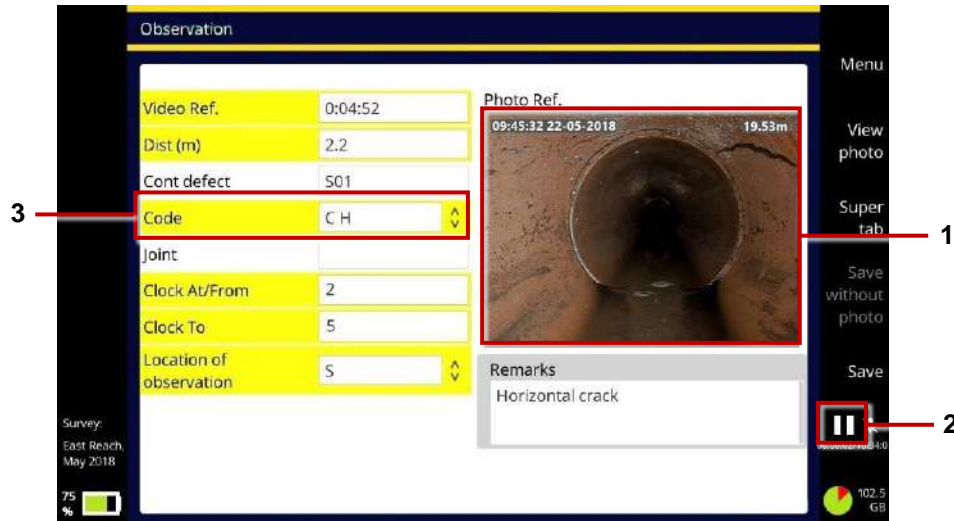 Observation
Menu
Video Ref.
0:04:52
Photo Ref.
09:45:32 22-05-2018
19.53m
View
photo
Dist (m)
2.2
Cont defect
S01
Code
C H
Super
tab
3
1
Joint
Clock At/From
2
Save
without
photo
Clock To
5
Location of
observation
S
Remarks
Horizontal crack
Save
2
Survey:
East Reach,
May 2018
75
%
102.5
GB